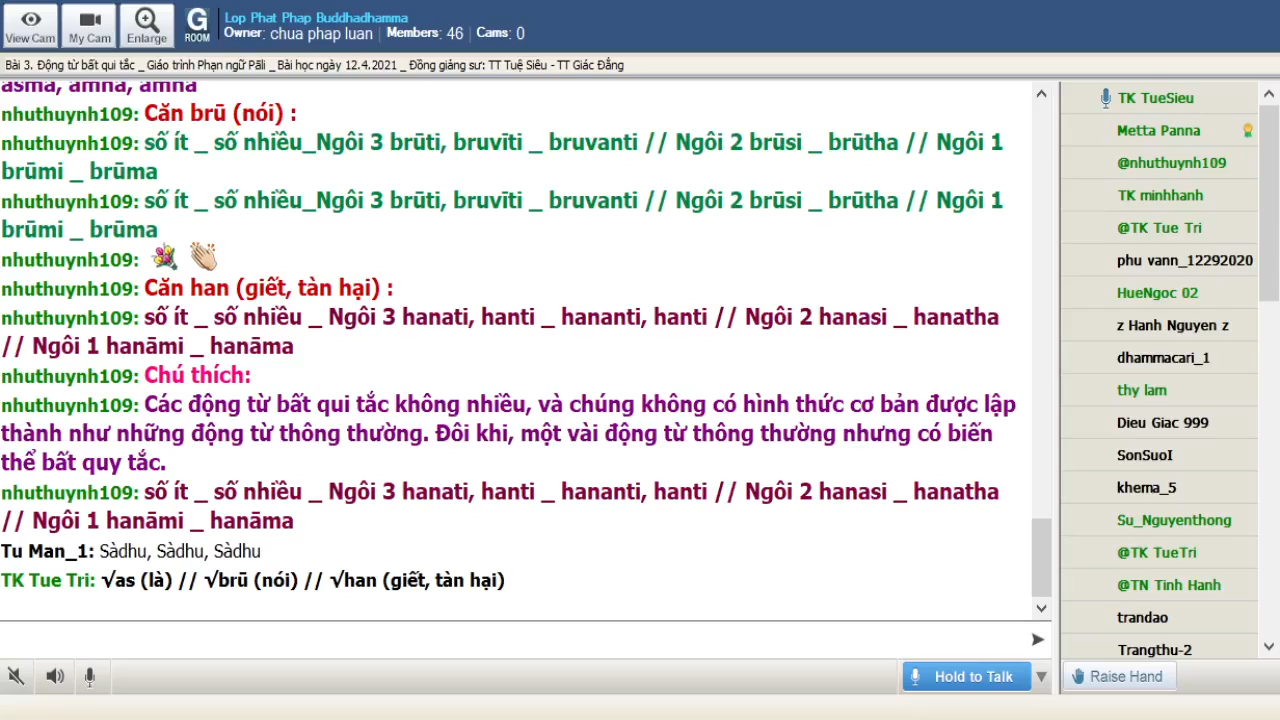 View Cam
My Cam
Enlarge
G
ROOM
Lop Phat Phap Buddhadhamma
Owner: chua phap luan | Members: 46 | Cams: 0
Bài 3. Động từ bất qui tắc _ Giáo trình Phạn ngữ Pāli _ Bài học ngày 12.4.2021 _ Đồng giảng sư: TT Tuệ Siêu - TT Giác Đẳng
asma, amha, amha
nhuthuynh109: Căn brū (nói) :
nhuthuynh109: số ít _ số nhiều_Ngôi 3 brūti, bruvīti _ bruvanti // Ngôi 2 brūsi _ brūtha // Ngôi 1
brūmi _ brūma
nhuthuynh109: số ít _ số nhiều_Ngôi 3 brūti, bruvīti _ bruvanti // Ngôi 2 brūsi _ brūtha // Ngôi 1
brūmi _ brūma
nhuthuynh109:
nhuthuynh109: Căn han (giết, tàn hại) :
nhuthuynh109: số ít _ số nhiều _ Ngôi 3 hanati, hanti _ hananti, hanti // Ngôi 2 hanasi _ hanatha
// Ngôi 1 hanāmi _ hanāma
nhuthuynh109: Chú thích:
nhuthuynh109: Các động từ bất qui tắc không nhiều, và chúng không có hình thức cơ bản được lập
thành như những động từ thông thường. Đôi khi, một vài động từ thông thường nhưng có biến
thể bất quy tắc.
nhuthuynh109: số ít _ số nhiều _ Ngôi 3 hanati, hanti _ hananti, hanti // Ngôi 2 hanasi _ hanatha
// Ngôi 1 hanāmi _ hanāma
Tu Man_1: Sàdhu, Sàdhu, Sàdhu
TK Tue Tri: √as (là) // √brū (nói) // √han (giết, tàn hại)
Hold to Talk
TK TueSieu
Metta Panna
@nhuthuynh109
TK minhhanh
@TK Tue Tri
phu vann_12292020
HueNgoc 02
z Hanh Nguyen z
dhammacari_1
thy lam
Dieu Giac 999
SonSuoI
khema_5
Su_Nguyenthong
@TK TueTri
@TN Tinh Hanh
trandao
Trangthu-2
Raise Hand